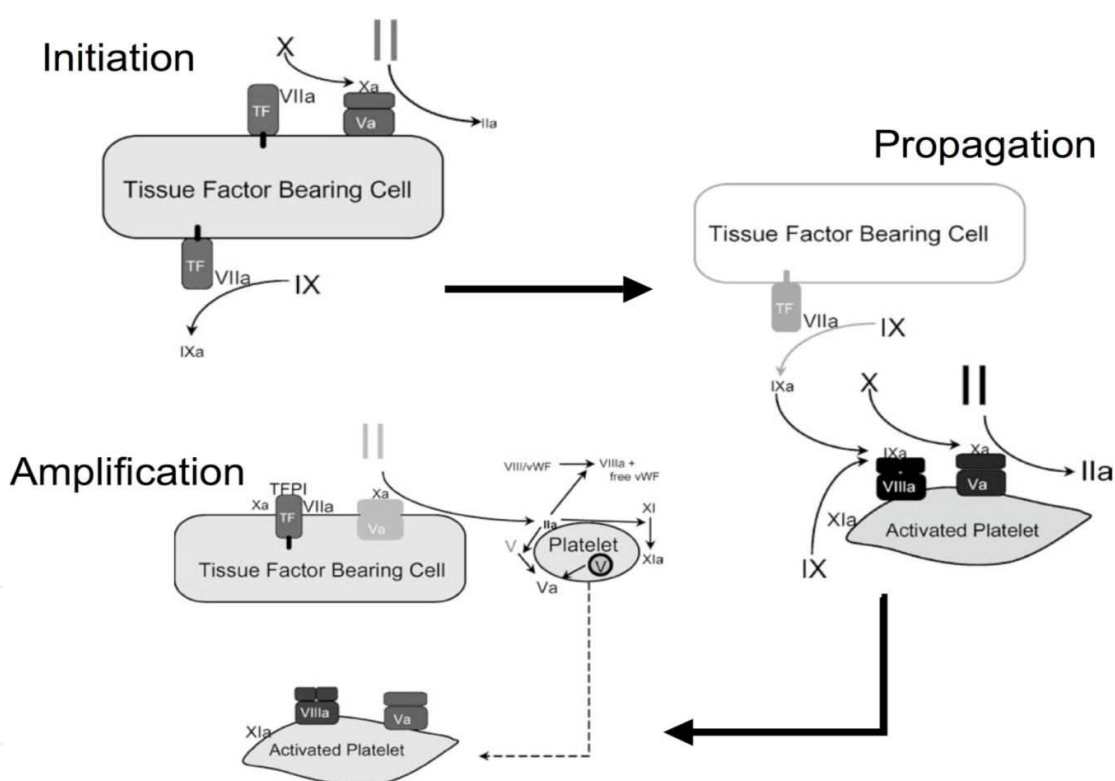 Initiation
X
II
Xa
VIIa
TF
Va
IIa
Tissue Factor Bearing Cell
TF
VIIa
IX
IXa
Propagation
Tissue Factor Bearing Cell
TF
VIIa
IX
IXa
X
II
IXa
Xa
VIIIa
Va
IIa
XIa
Activated Platelet
IX
Amplification
II
TFPI
Xa
VIIa
TF
Xa
Va
Tissue Factor Bearing Cell
VIII/vWF
VIIIa +
free vWF
IIa
XI
V
Platelet
V
XIa
Va
VIIIa
Va
XIa
Activated Platelet